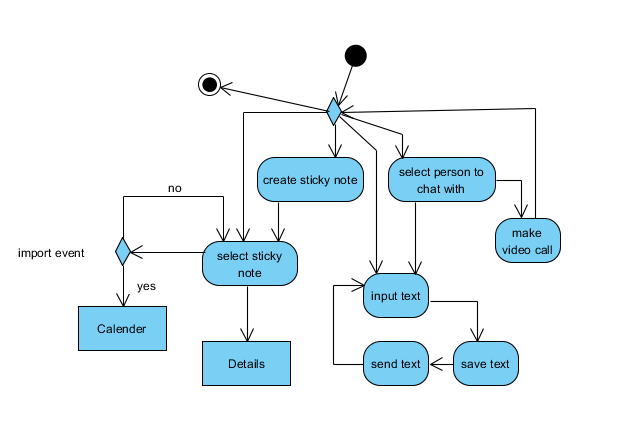 create sticky note
select person to
chat with
no
make
video call
import event
select sticky
note
yes
input text
Calender
Details
send text
save text